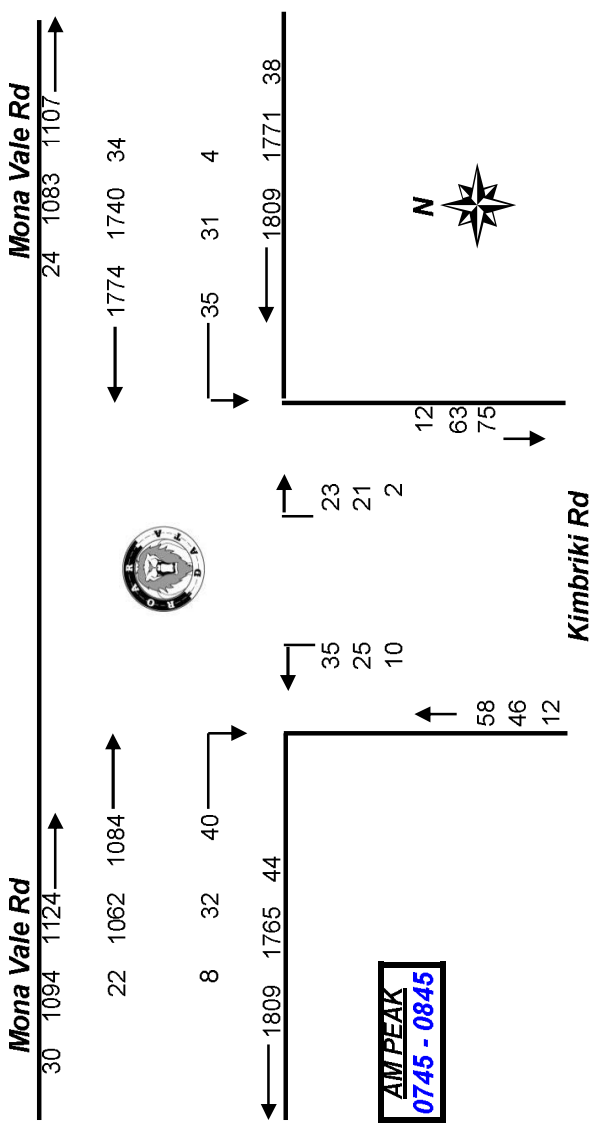 Mona Vale Rd
30 1094 1124
22 1062 1084
8 32 40
1809 1765 44
Mona Vale Rd
24 1083 1107
1774 1740 34
35 31 4
1809 1771 38
ROAR DATA
N
35
25
10
23
21
2
58
46
12
12
63
75
Kimbriki Rd
AM PEAK
0745 - 0845